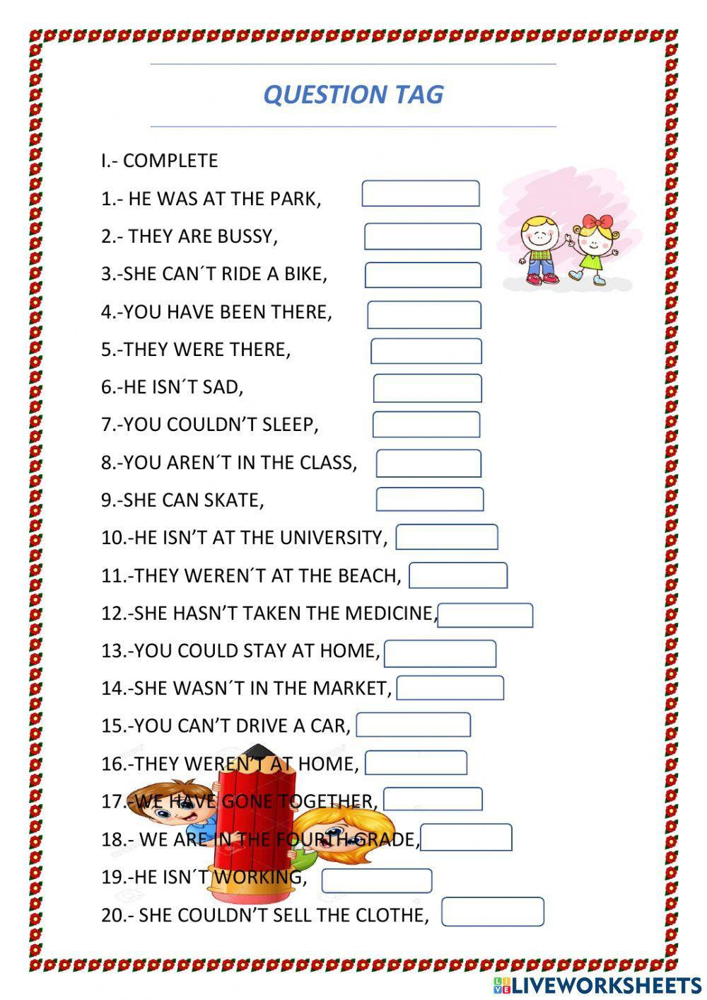 QUESTION TAG
I.- COMPLETE
1.- HE WAS AT THE PARK,
2.- THEY ARE BUSSY,
3.-SHE CAN´T RIDE A BIKE,
4.-YOU HAVE BEEN THERE,
5.-THEY WERE THERE,
6.-HE ISN´T SAD,
7.-YOU COULDN’T SLEEP,
8.-YOU AREN´T IN THE CLASS,
9.-SHE CAN SKATE,
10.-HE ISN’T AT THE UNIVERSITY,
11.-THEY WEREN´T AT THE BEACH,
12.-SHE HASN’T TAKEN THE MEDICINE,
13.-YOU COULD STAY AT HOME,
14.-SHE WASN´T IN THE MARKET,
15.-YOU CAN’T DRIVE A CAR,
16.-THEY WEREN’T AT HOME,
17.-WE HAVE GONE TOGETHER,
18.- WE ARE IN THE FOURTH GRADE,
19.-HE ISN´T WORKING,
20.- SHE COULDN’T SELL THE CLOTHE,
LIVE LIVEWORKSHEETS